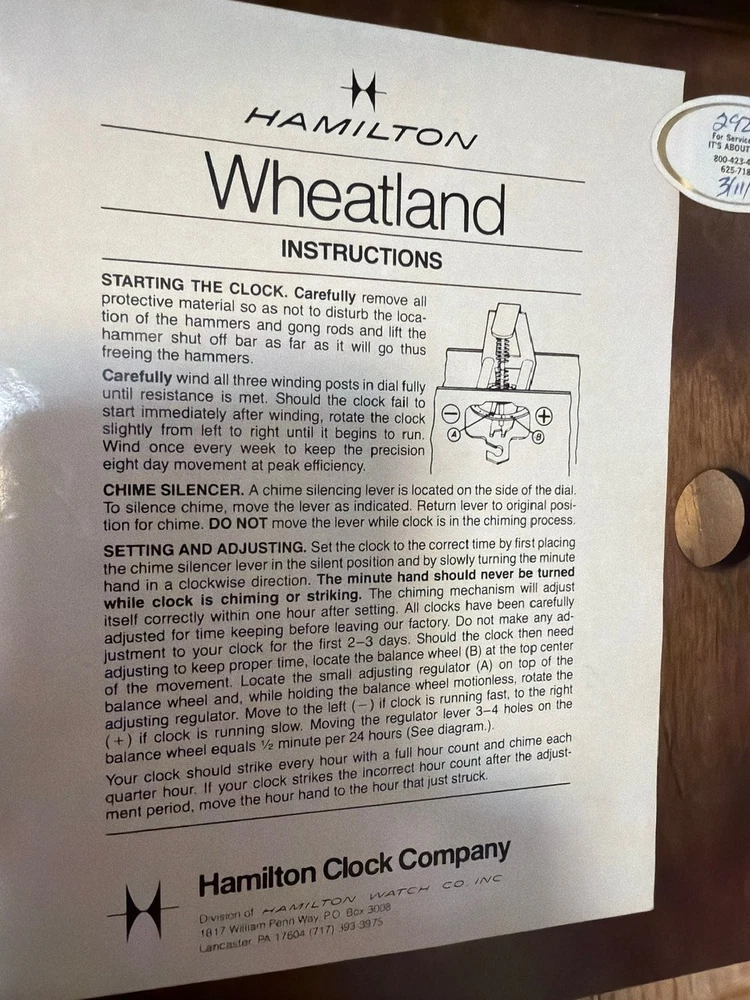 HAMILTON
Wheatland
INSTRUCTIONS
STARTING THE CLOCK. Carefully remove all
protective material so as not to disturb the loca-
tion of the hammers and gong rods and lift the
hammer shut off bar as far as it will go thus
freeing the hammers.
Carefully wind all three winding posts in dial fully
until resistance is met. Should the clock fail to
start immediately after winding, rotate the clock
slightly from left to right until it begins to run.
Wind once every week to keep the precision
eight day movement at peak efficiency.
− +
A B
CHIME SILENCER. A chime silencing lever is located on the side of the dial.
To silence chime, move the lever as indicated. Return lever to original posi-
tion for chime. DO NOT move the lever while clock is in the chiming process.
SETTING AND ADJUSTING. Set the clock to the correct time by first placing
the chime silencer lever in the silent position and by slowly turning the minute
hand in a clockwise direction. The minute hand should never be turned
while clock is chiming or striking. The chiming mechanism will adjust
itself correctly within one hour after setting. All clocks have been carefully
adjusted for time keeping before leaving our factory. Do not make any ad-
justment to your clock for the first 2–3 days. Should the clock then need
adjusting to keep proper time, locate the balance wheel (B) at the top center
of the movement. Locate the small adjusting regulator (A) on top of the
balance wheel and, while holding the balance wheel motionless, rotate the
adjusting regulator. Move to the left (−) if clock is running fast, to the right
(+) if clock is running slow. Moving the regulator lever 3–4 holes on the
balance wheel equals ½ minute per 24 hours (See diagram.).
Your clock should strike every hour with a full hour count and chime each
quarter hour. If your clock strikes the incorrect hour count after the adjust-
ment period, move the hour hand to the hour that just struck.
Hamilton Clock Company
Division of HAMILTON WATCH CO. INC
1817 William Penn Way, P.O. Box 3008
Lancaster, PA 17604 (717) 393-3975
292
For Service
IT'S ABOUT
800-423-4
625-718
3/11/